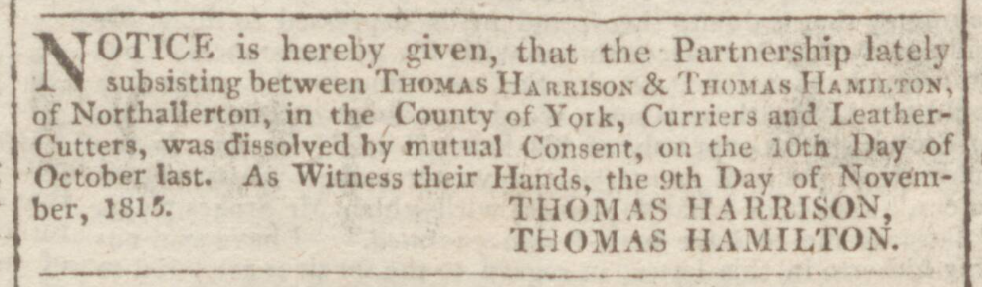 NOTICE is hereby given, that the Partnership lately
subsisting between THOMAS HARRISON & THOMAS HAMILTON,
of Northallerton, in the County of York, Curriers and Leather-
Cutters, was dissolved by mutual Consent, on the 10th Day of
October last. As Witness their Hands, the 9th Day of Novem-
ber, 1815. THOMAS HARRISON,
THOMAS HAMILTON.